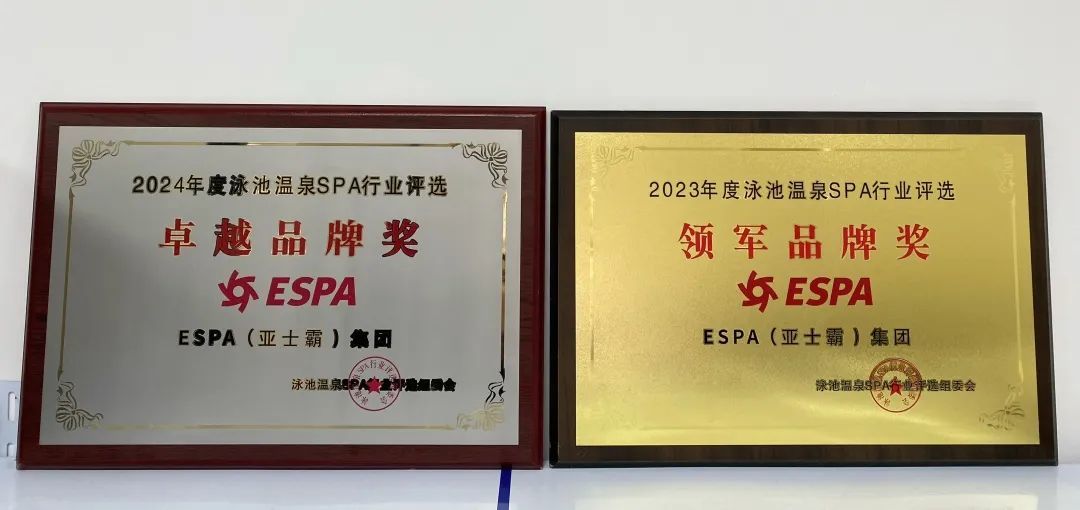 2024年度泳池温泉SPA行业评选
卓越品牌奖
ESPA
ESPA（亚士霸）集团
泳池温泉SPA行业评选组委会
2023年度泳池温泉SPA行业评选
领军品牌奖
ESPA
ESPA（亚士霸）集团
泳池温泉SPA行业评选组委会